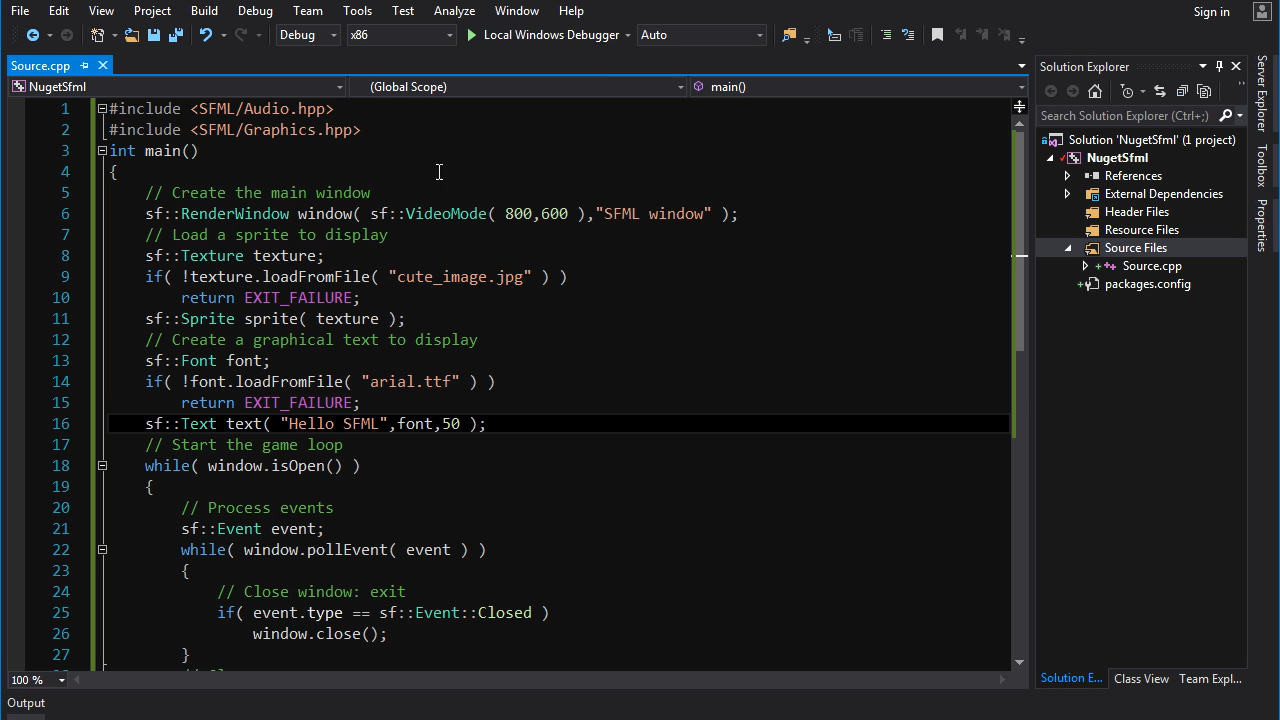 File Edit View Project Build Debug Team Tools Test Analyze Window Help
Sign in
Debug x86 Local Windows Debugger Auto
Source.cpp
NugetSfml (Global Scope) main()
1 #include <SFML/Audio.hpp>
2 #include <SFML/Graphics.hpp>
3 int main()
4 {
5 // Create the main window
6 sf::RenderWindow window( sf::VideoMode( 800,600 ),"SFML window" );
7 // Load a sprite to display
8 sf::Texture texture;
9 if( !texture.loadFromFile( "cute_image.jpg" ) )
10 return EXIT_FAILURE;
11 sf::Sprite sprite( texture );
12 // Create a graphical text to display
13 sf::Font font;
14 if( !font.loadFromFile( "arial.ttf" ) )
15 return EXIT_FAILURE;
16 sf::Text text( "Hello SFML",font,50 );
17 // Start the game loop
18 while( window.isOpen() )
19 {
20 // Process events
21 sf::Event event;
22 while( window.pollEvent( event ) )
23 {
24 // Close window: exit
25 if( event.type == sf::Event::Closed )
26 window.close();
27 }
100 %
Output
Solution Explorer
Search Solution Explorer (Ctrl+;)
Solution 'NugetSfml' (1 project)
NugetSfml
References
External Dependencies
Header Files
Resource Files
Source Files
Source.cpp
packages.config
Solution E... Class View Team Expl...
Server Explorer
Toolbox
Properties